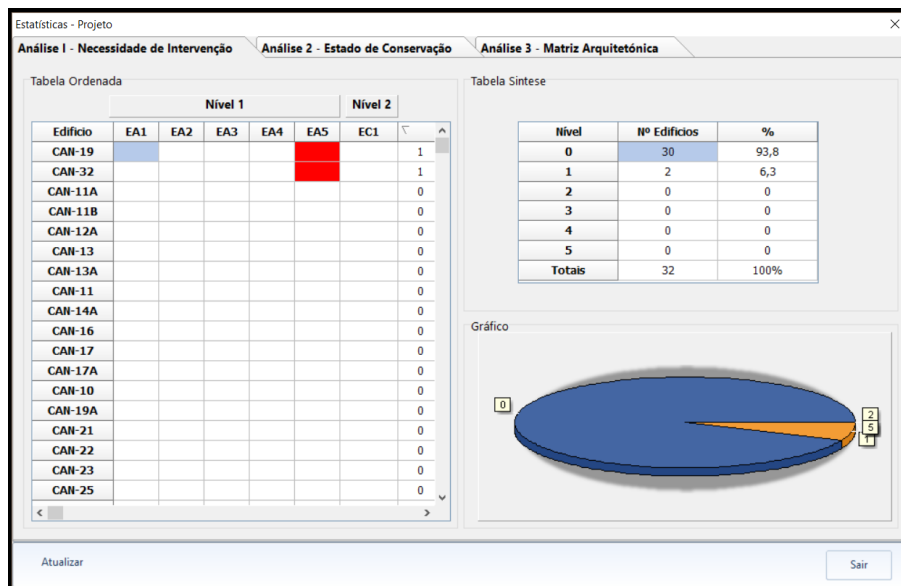 Estatísticas - Projeto
Análise I - Necessidade de Intervenção Análise 2 - Estado de Conservação Análise 3 - Matriz Arquitetónica
Tabela Ordenada
Nível 1 Nível 2
Edifício EA1 EA2 EA3 EA4 EA5 EC1
CAN-19 1
CAN-32 1
CAN-11A 0
CAN-11B 0
CAN-12A 0
CAN-13 0
CAN-13A 0
CAN-11 0
CAN-14A 0
CAN-16 0
CAN-17 0
CAN-17A 0
CAN-10 0
CAN-19A 0
CAN-21 0
CAN-22 0
CAN-23 0
CAN-25 0
Tabela Sintese
Nível Nº Edificios %
0 30 93,8
1 2 6,3
2 0 0
3 0 0
4 0 0
5 0 0
Totais 32 100%
Gráfico
0
2
5
1
Atualizar
Sair